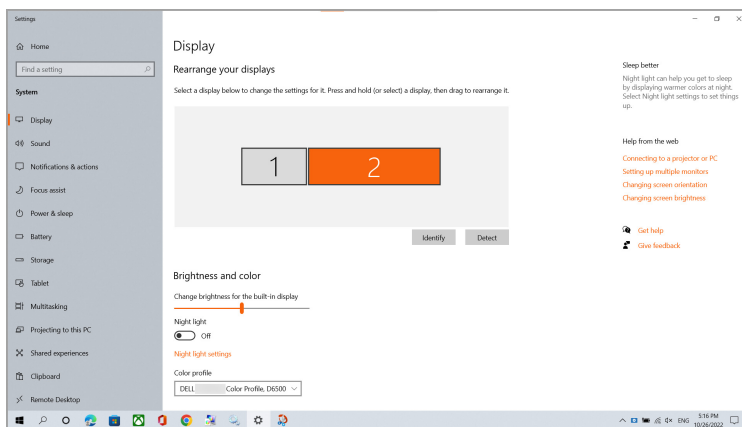 Settings
Home
Find a setting
System
Display
Sound
Notifications & actions
Focus assist
Power & sleep
Battery
Storage
Tablet
Multitasking
Projecting to this PC
Shared experiences
Clipboard
Remote Desktop
Display
Rearrange your displays
Select a display below to change the settings for it. Press and hold (or select) a display, then drag to rearrange it.
1
2
Identify
Detect
Brightness and color
Change brightness for the built-in display
Night light
Off
Night light settings
Color profile
DELL Color Profile, D6500
Sleep better
Night light can help you get to sleep
by displaying warmer colors at night.
Select Night light settings to set things
up.
Help from the web
Connecting to a projector or PC
Setting up multiple monitors
Changing screen orientation
Changing screen brightness
Get help
Give feedback
ENG
5:16 PM
10/26/2022